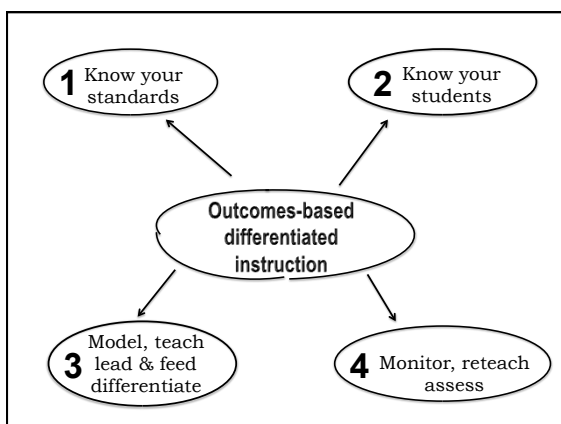 1 Know your
standards
2 Know your
students
Outcomes-based
differentiated
instruction
3 Model, teach
lead & feed
differentiate
4 Monitor, reteach
assess